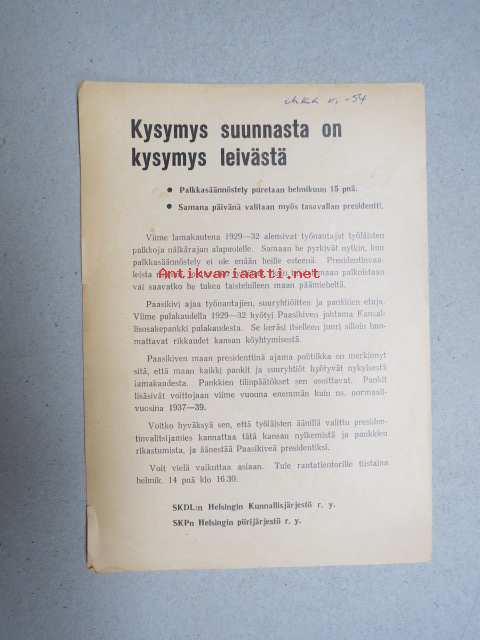 -54
Kysymys suunnasta on
kysymys leivästä
● Palkkasäännöstely puretaan helmikuun 15 pnä.
● Samana päivänä valitaan myös tasavallan presidentti.
Viime lamakautena 1929—32 alensivat työnantajat työläisten
palkkoja nälkärajan alapuolelle. Samaan he pyrkivät nytkin, kun
palkkasäännöstely ei ole enään heille esteenä. Presidentinvaa-
leista
Antikvariaatti.net
vai saavatko he tukea taistelulleen maan päämieheltä.
Paasikivi ajaa työnantajien, suuryhtiöitten ja pankkien etuja.
Viime pulakaudella 1929—32 hyötyi Paasikiven johtama Kansal-
lisosakepankki pulakaudesta. Se keräsi itselleen juuri silloin huo-
mattavat rikkaudet kansan köyhtymisestä.
Paasikiven maan presidenttinä ajama politiikka on merkinnyt
sitä, että maan kaikki pankit ja suuryhtiöt hyötyvät nykyisestä
lamakaudesta. Pankkien tilinpäätökset sen osoittavat. Pankit
lisäsivät voittojaan viime vuonna enemmän kuin ns. normaali-
vuosina 1937—39.
Voitko hyväksyä sen, että työläisten äänillä valittu presiden-
tinvalitsijamies kannattaa tätä kansan nylkemistä ja pankkien
rikastumista, ja äänestää Paasikiveä presidentiksi.
Voit vielä vaikuttaa asiaan. Tule rautatientorille tiistaina
helmik. 14 pnä klo 16.30.
SKDL:n Helsingin Kunnallisjärjestö r. y.
SKPn Helsingin piirijärjestö r. y.